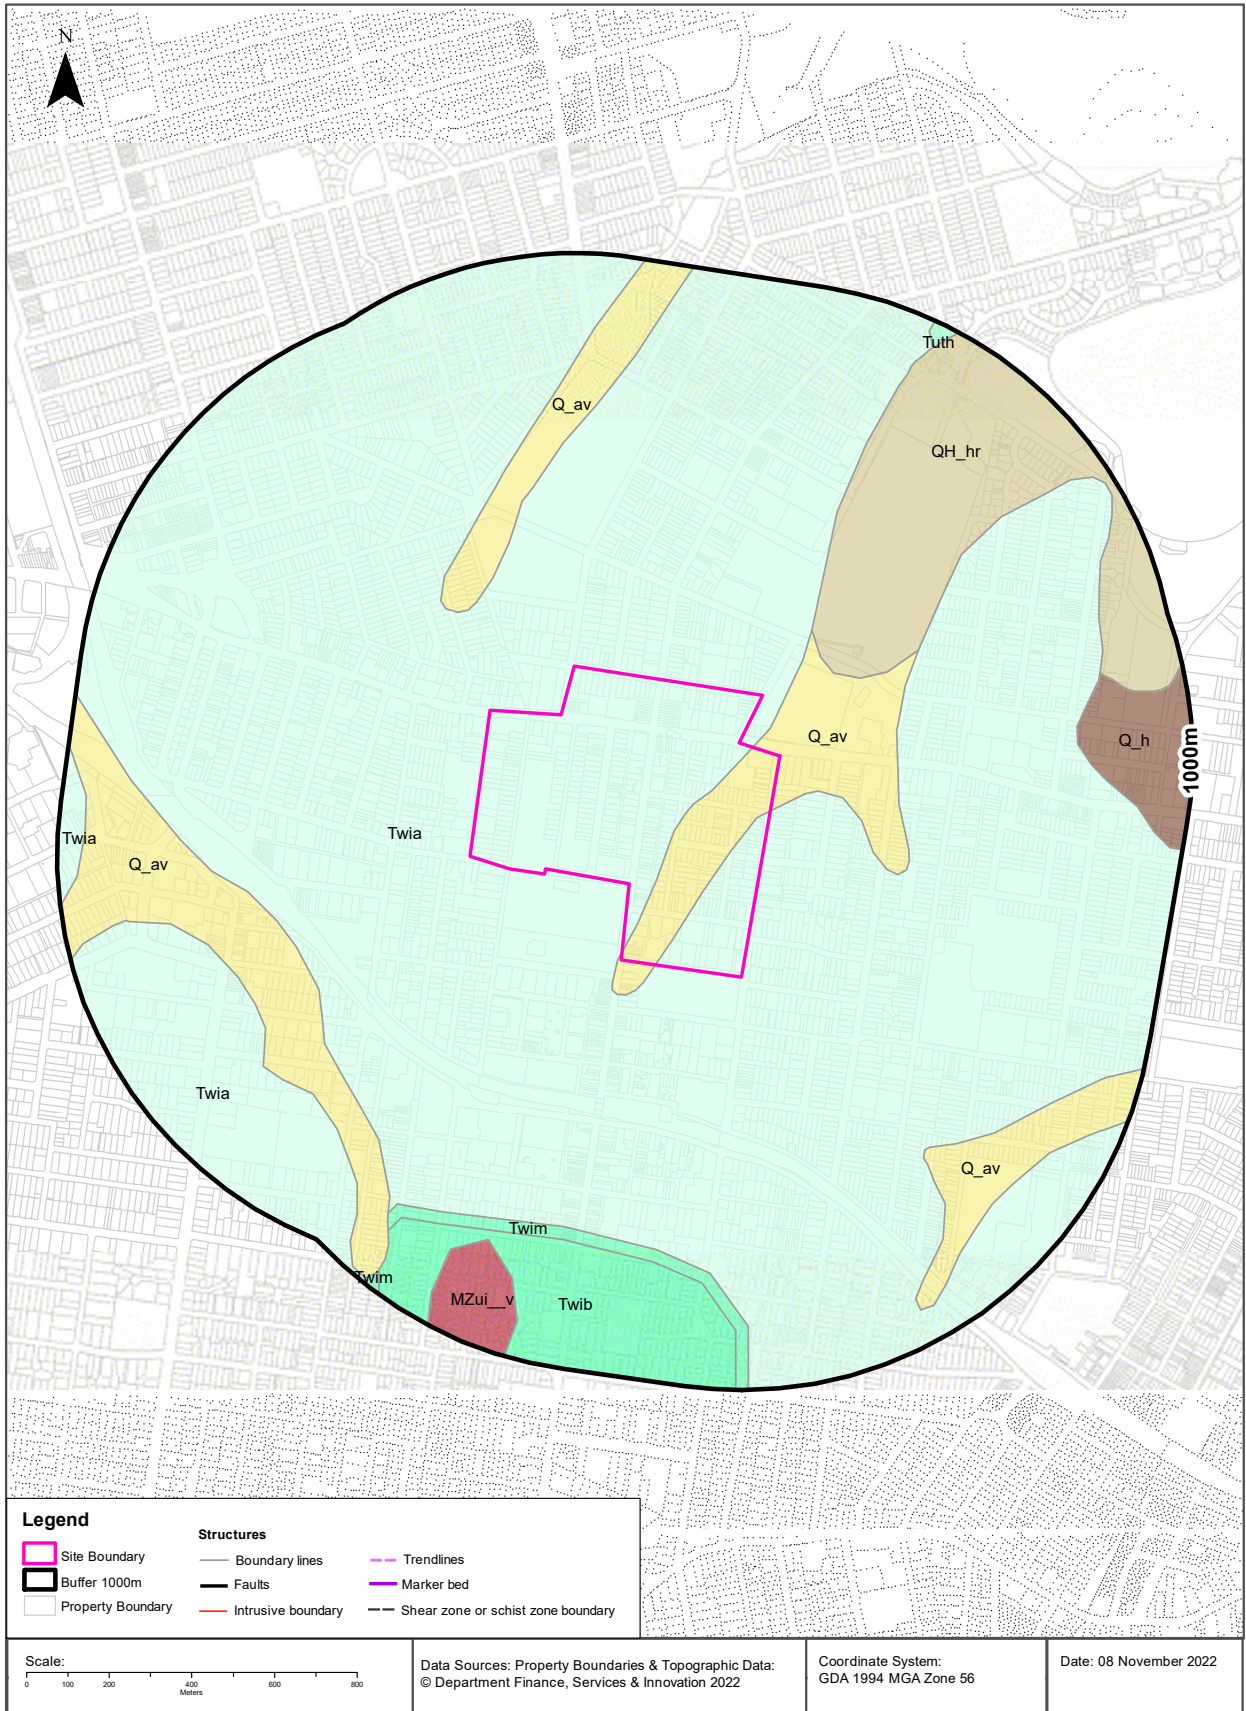 N
Tuth
Q_av
QH_hr
Q_av
Q_h
1000m
Twia
Twia
Q_av
Twia
Q_av
Twim
Twim
MZui__v
Twib
Legend
Site Boundary
Buffer 1000m
Property Boundary
Structures
Boundary lines
Faults
Intrusive boundary
Trendlines
Marker bed
Shear zone or schist zone boundary
Scale:
0 100 200 400 600 800
Meters
Data Sources: Property Boundaries & Topographic Data:
© Department Finance, Services & Innovation 2022
Coordinate System:
GDA 1994 MGA Zone 56
Date: 08 November 2022